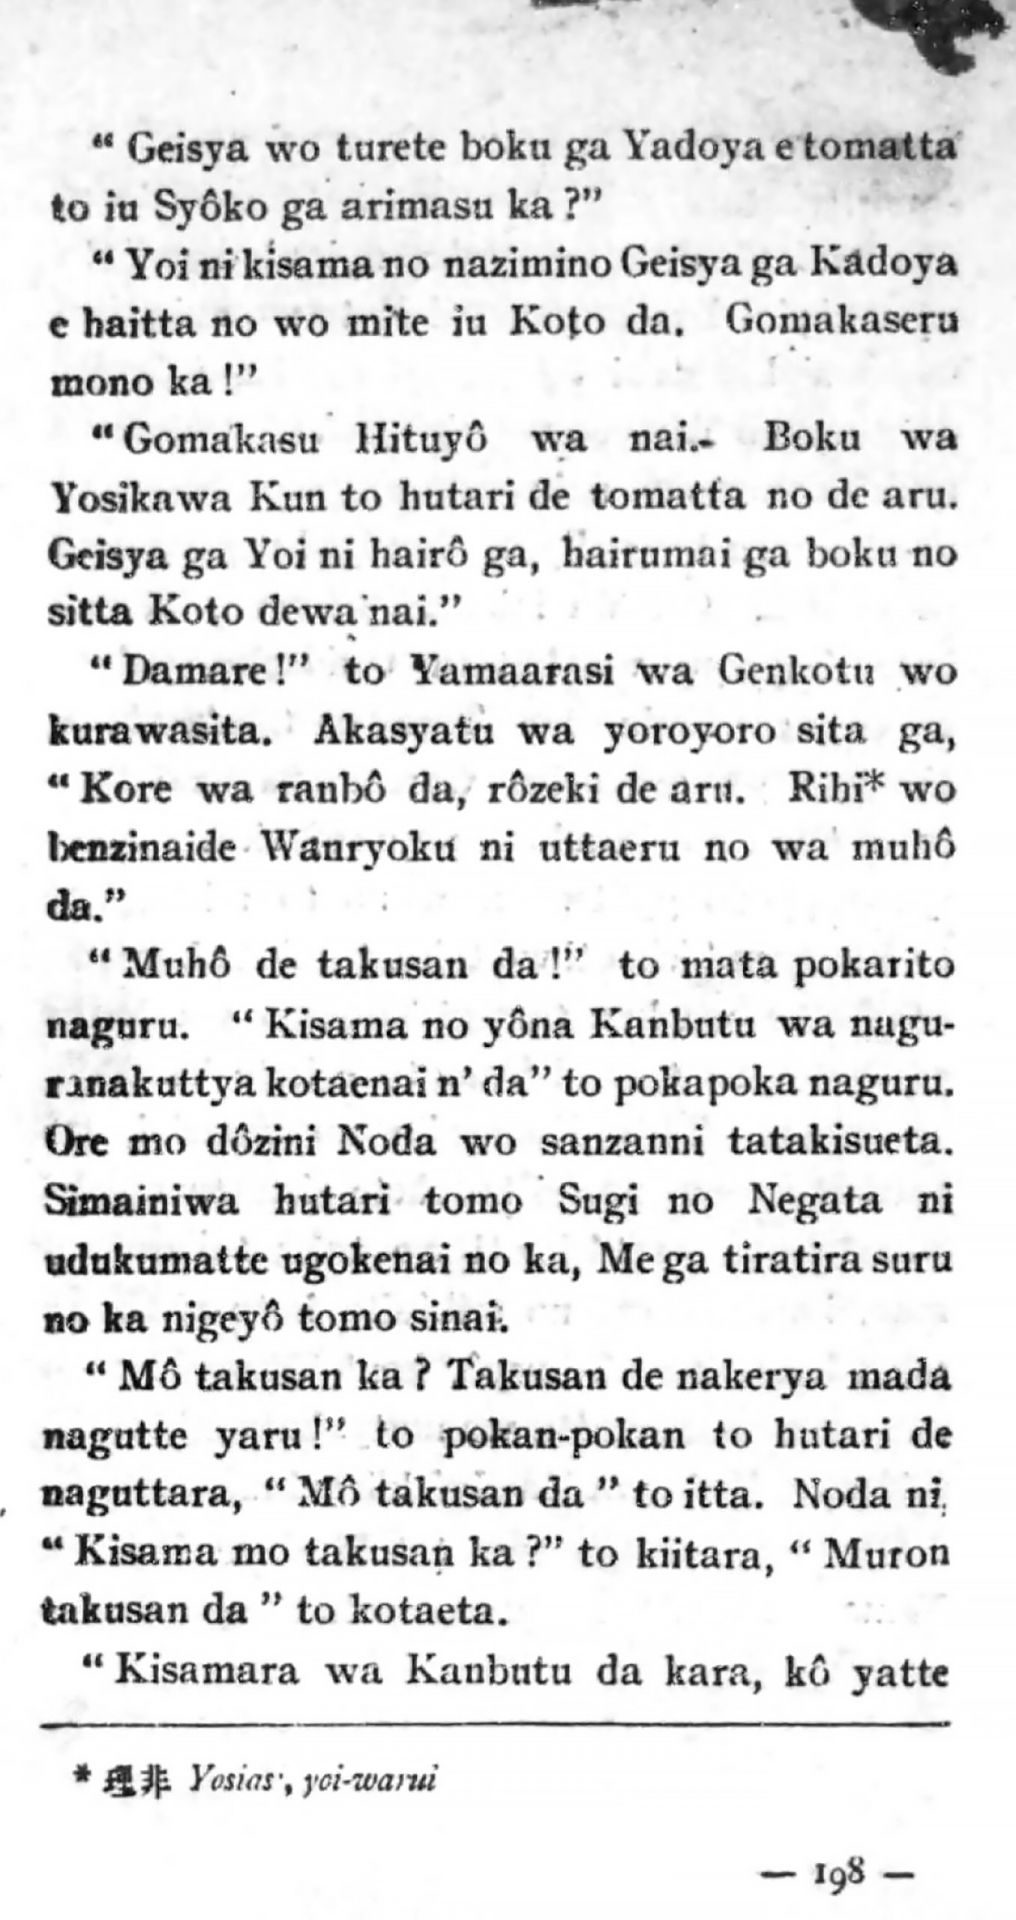 “ Geisya wo turete boku ga Yadoya e tomatta
to iu Syôko ga arimasu ka ?”
“ Yoi ni kisama no nazimino Geisya ga Kadoya
e haitta no wo mite iu Koto da. Gomakaseru
mono ka !”
“ Gomakasu Hituyô wa nai. Boku wa
Yosikawa Kun to hutari de tomatta no de aru.
Geisya ga Yoi ni hairô ga, hairumai ga boku no
sitta Koto dewa nai.”
“ Damare !” to Yamaarasi wa Genkotu wo
kurawasita. Akasyatu wa yoroyoro sita ga,
“ Kore wa ranbô da, rôzeki de aru. Rihi* wo
benzinaide Wanryoku ni uttaeru no wa muhô
da.”
“ Muhô de takusan da !” to mata pokarito
naguru. “ Kisama no yôna Kanbutu wa nagu-
ranakuttya kotaenai n’ da” to pokapoka naguru.
Ore mo dôzini Noda wo sanzanni tatakisueta.
Simainiwa hutari tomo Sugi no Negata ni
udukumatte ugokenai no ka, Me ga tiratira suru
no ka nigeyô tomo sinai.
“ Mô takusan ka ? Takusan de nakerya mada
nagutte yaru !” to pokan-pokan to hutari de
naguttara, “ Mô takusan da ” to itta. Noda ni
“ Kisama mo takusan ka ?” to kiitara, “ Muron
takusan da ” to kotaeta.
“ Kisamara wa Kanbutu da kara, kô yatte
* 理非 yoi-warui
— 198 —